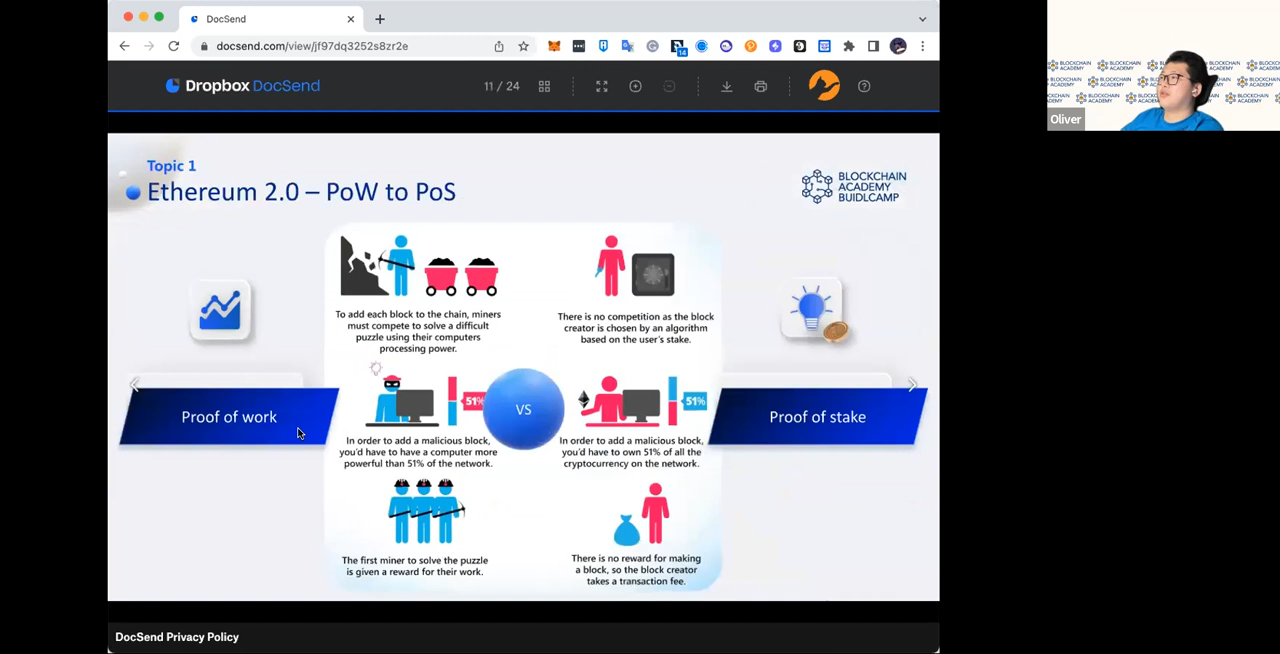 DocSend
docsend.com/view/jf97dq3252s8zr2e
14
Dropbox DocSend
11 / 24
Topic 1
Ethereum 2.0 – PoW to PoS
BLOCKCHAIN
ACADEMY
BUIDLCAMP
To add each block to the chain, miners
must compete to solve a difficult
puzzle using their computers
processing power.
There is no competition as the block
creator is chosen by an algorithm
based on the user's stake.
51%
51%
Proof of work
VS
Proof of stake
In order to add a malicious block,
you'd have to have a computer more
powerful than 51% of the network.
In order to add a malicious block,
you'd have to own 51% of all the
cryptocurrency on the network.
The first miner to solve the puzzle
is given a reward for their work.
There is no reward for making
a block, so the block creator
takes a transaction fee.
DocSend Privacy Policy
BLOCKCHAIN
ACADEMY
Oliver